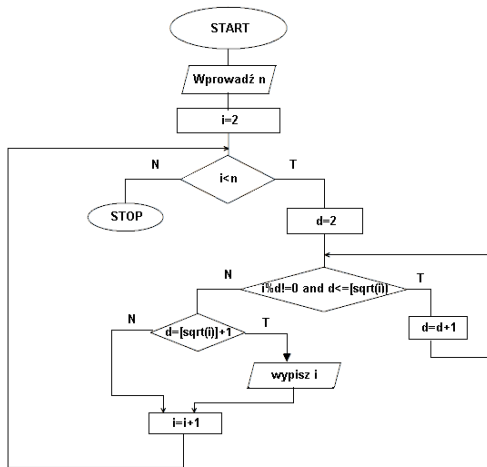 START
Wprowadź n
i=2
N
T
i<n
STOP
d=2
N
T
i%d!=0 and d<=[sqrt(i)]
N
T
d=[sqrt(i)]+1
d=d+1
wypisz i
i=i+1